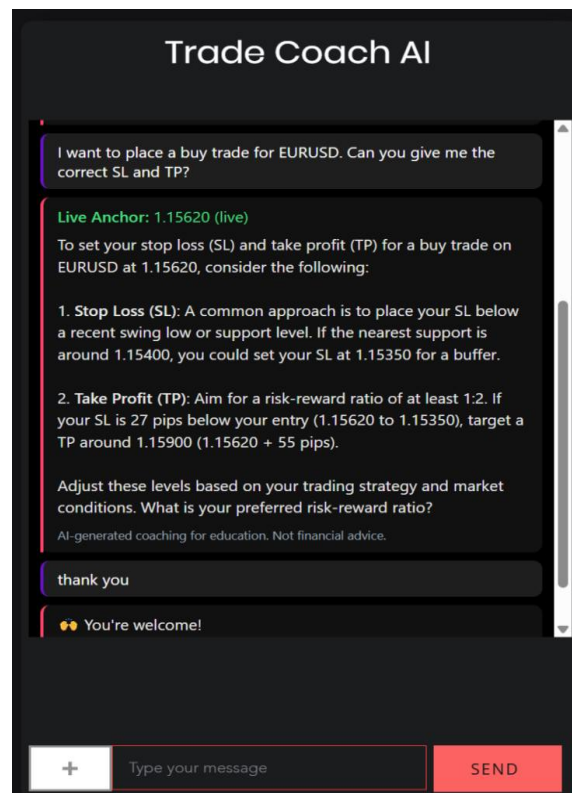 Trade Coach AI
I want to place a buy trade for EURUSD. Can you give me the
correct SL and TP?
Live Anchor: 1.15620 (live)
To set your stop loss (SL) and take profit (TP) for a buy trade on
EURUSD at 1.15620, consider the following:
1. Stop Loss (SL): A common approach is to place your SL below
a recent swing low or support level. If the nearest support is
around 1.15400, you could set your SL at 1.15350 for a buffer.
2. Take Profit (TP): Aim for a risk-reward ratio of at least 1:2. If
your SL is 27 pips below your entry (1.15620 to 1.15350), target a
TP around 1.15900 (1.15620 + 55 pips).
Adjust these levels based on your trading strategy and market
conditions. What is your preferred risk-reward ratio?
AI-generated coaching for education. Not financial advice.
thank you
You're welcome!
+ Type your message SEND